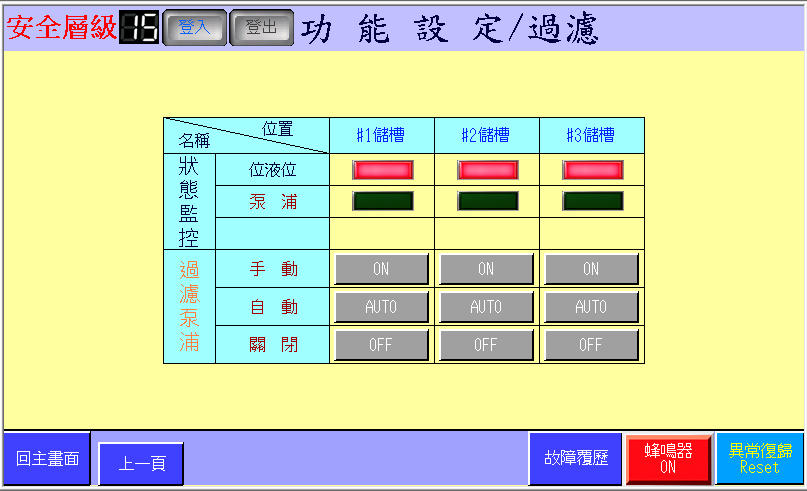 安全層級 15 登入 登出 功能設定/過濾
位置
名稱 #1儲槽 #2儲槽 #3儲槽
狀態監控
位液位
泵浦
過濾泵浦
手動 ON ON ON
自動 AUTO AUTO AUTO
關閉 OFF OFF OFF
回主畫面 上一頁 故障履歷 蜂鳴器 異常復歸
ON Reset